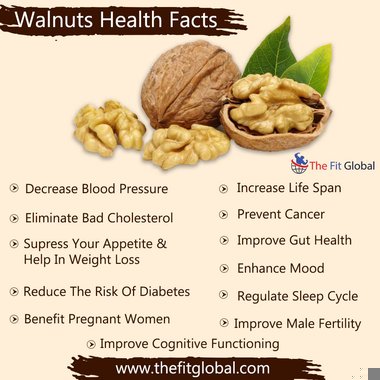 Walnuts Health Facts
The Fit Global
Decrease Blood Pressure
Eliminate Bad Cholesterol
Supress Your Appetite &
Help In Weight Loss
Reduce The Risk Of Diabetes
Benefit Pregnant Women
Increase Life Span
Prevent Cancer
Improve Gut Health
Enhance Mood
Regulate Sleep Cycle
Improve Male Fertility
Improve Cognitive Functioning
www.thefitglobal.com